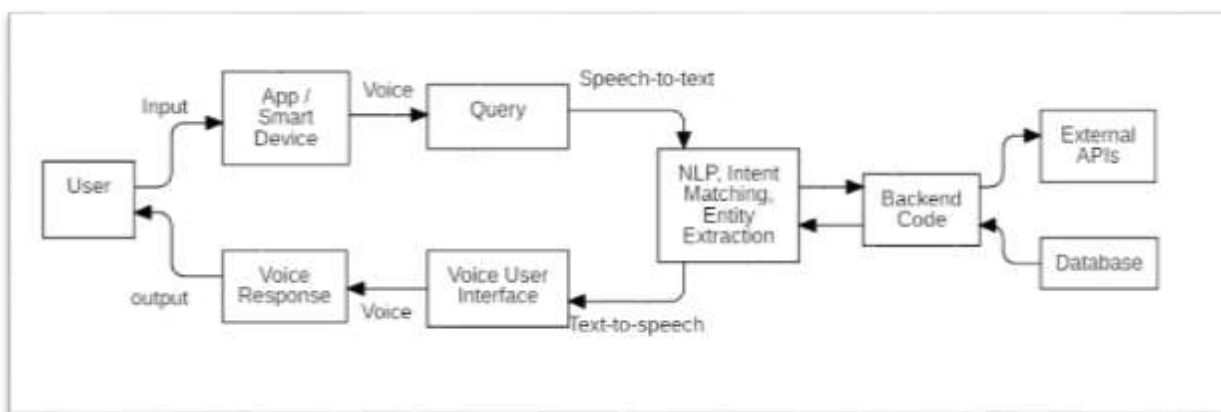 Speech-to-text
Input
App /
Smart
Device
Voice
Query
External
APIs
User
NLP, Intent
Matching,
Entity
Extraction
Backend
Code
Database
output
Voice
Response
Voice
Voice User
Interface
Text-to-speech